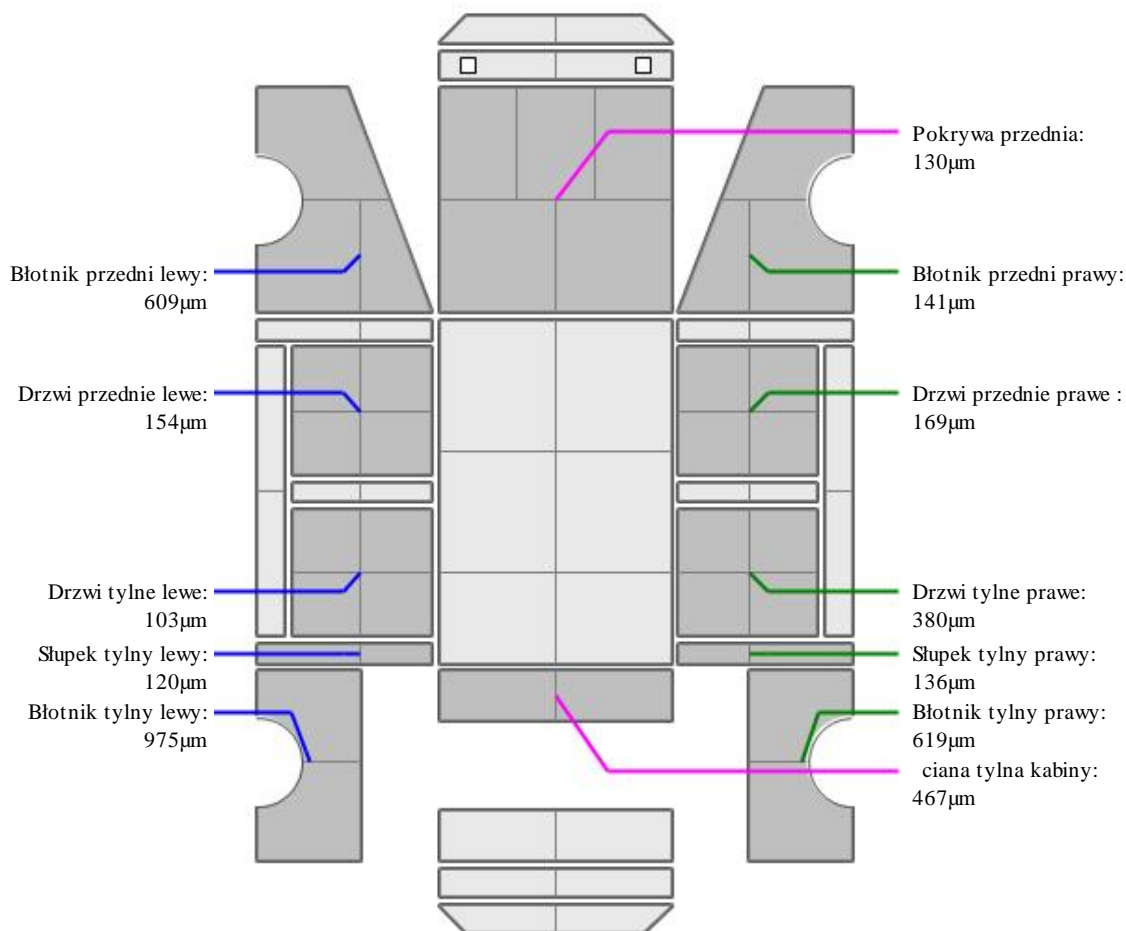 Pokrywa przednia:
130µm
Błotnik przedni lewy:
609µm
Błotnik przedni prawy:
141µm
Drzwi przednie lewe:
154µm
Drzwi przednie prawe :
169µm
Drzwi tylne lewe:
103µm
Drzwi tylne prawe:
380µm
Słupek tylny lewy:
120µm
Słupek tylny prawy:
136µm
Błotnik tylny lewy:
975µm
Błotnik tylny prawy:
619µm
ciana tylna kabiny:
467µm